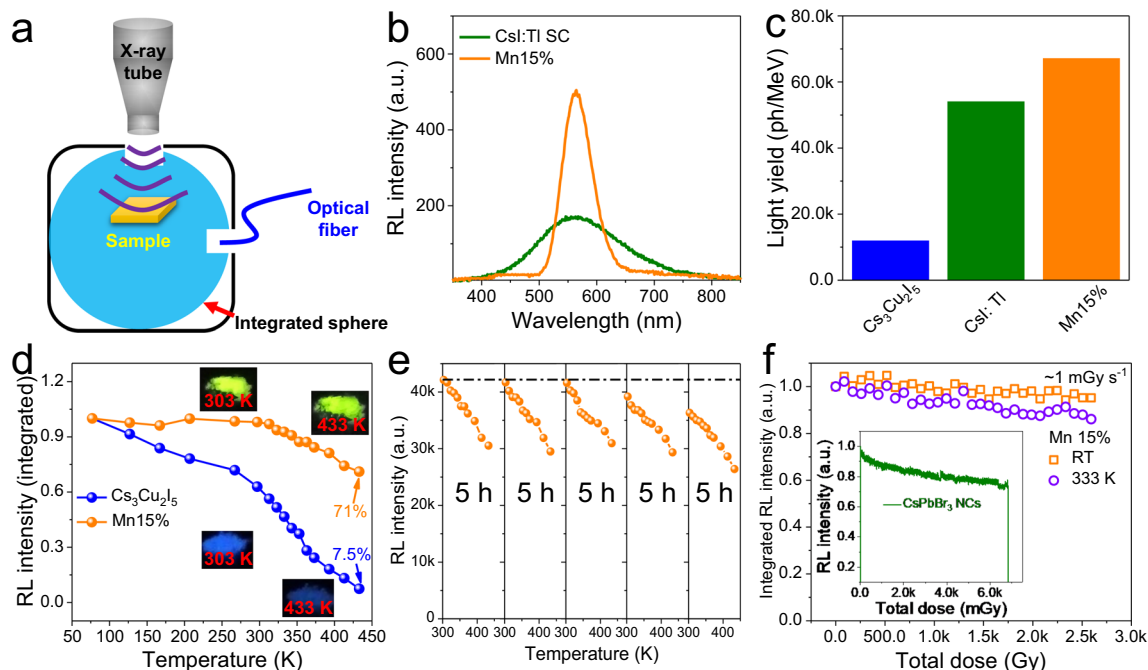 a
X-ray
tube
Sample
Optical
fiber
Integrated sphere
b
CsI:Tl SC
Mn15%
RL intensity (a.u.)
600
400
200
400 500 600 700 800
Wavelength (nm)
c
Light yield (ph/MeV)
80.0k
60.0k
40.0k
20.0k
0.0
Cs3Cu2I5
CsI: Tl
Mn15%
d
RL intensity (integrated)
1.2
0.9
0.6
0.3
0.0
303 K
433 K
Cs3Cu2I5
Mn15%
71%
303 K
7.5%
433 K
50 100 150 200 250 300 350 400 450
Temperature (K)
e
RL intensity (a.u.)
40k
30k
20k
10k
0
5 h 5 h 5 h 5 h 5 h
300 400 300 400 300 400 300 400 300 400
Temperature (K)
f
~1 mGy s-1
Integrated RL intensity (a.u.)
1.0
0.8
0.6
0.4
0.2
0.0
Mn 15%
RT
333 K
RL intensity (a.u.)
1.0
0.8
0.6
0.4
0.2
CsPbBr3 NCs
0.0 2.0k 4.0k 6.0k
Total dose (mGy)
0.0 500.0 1.0k 1.5k 2.0k 2.5k 3.0k
Total dose (Gy)